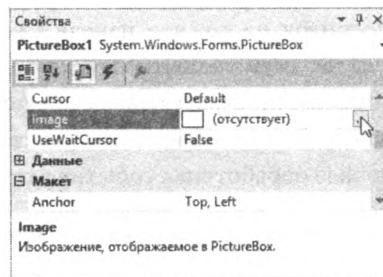 Свойства
PictureBox1 System.Windows.Forms.PictureBox
Cursor Default
Image (отсутствует) ...
UseWaitCursor False
Данные
Макет
Anchor Top, Left
Image
Изображение, отображаемое в PictureBox.